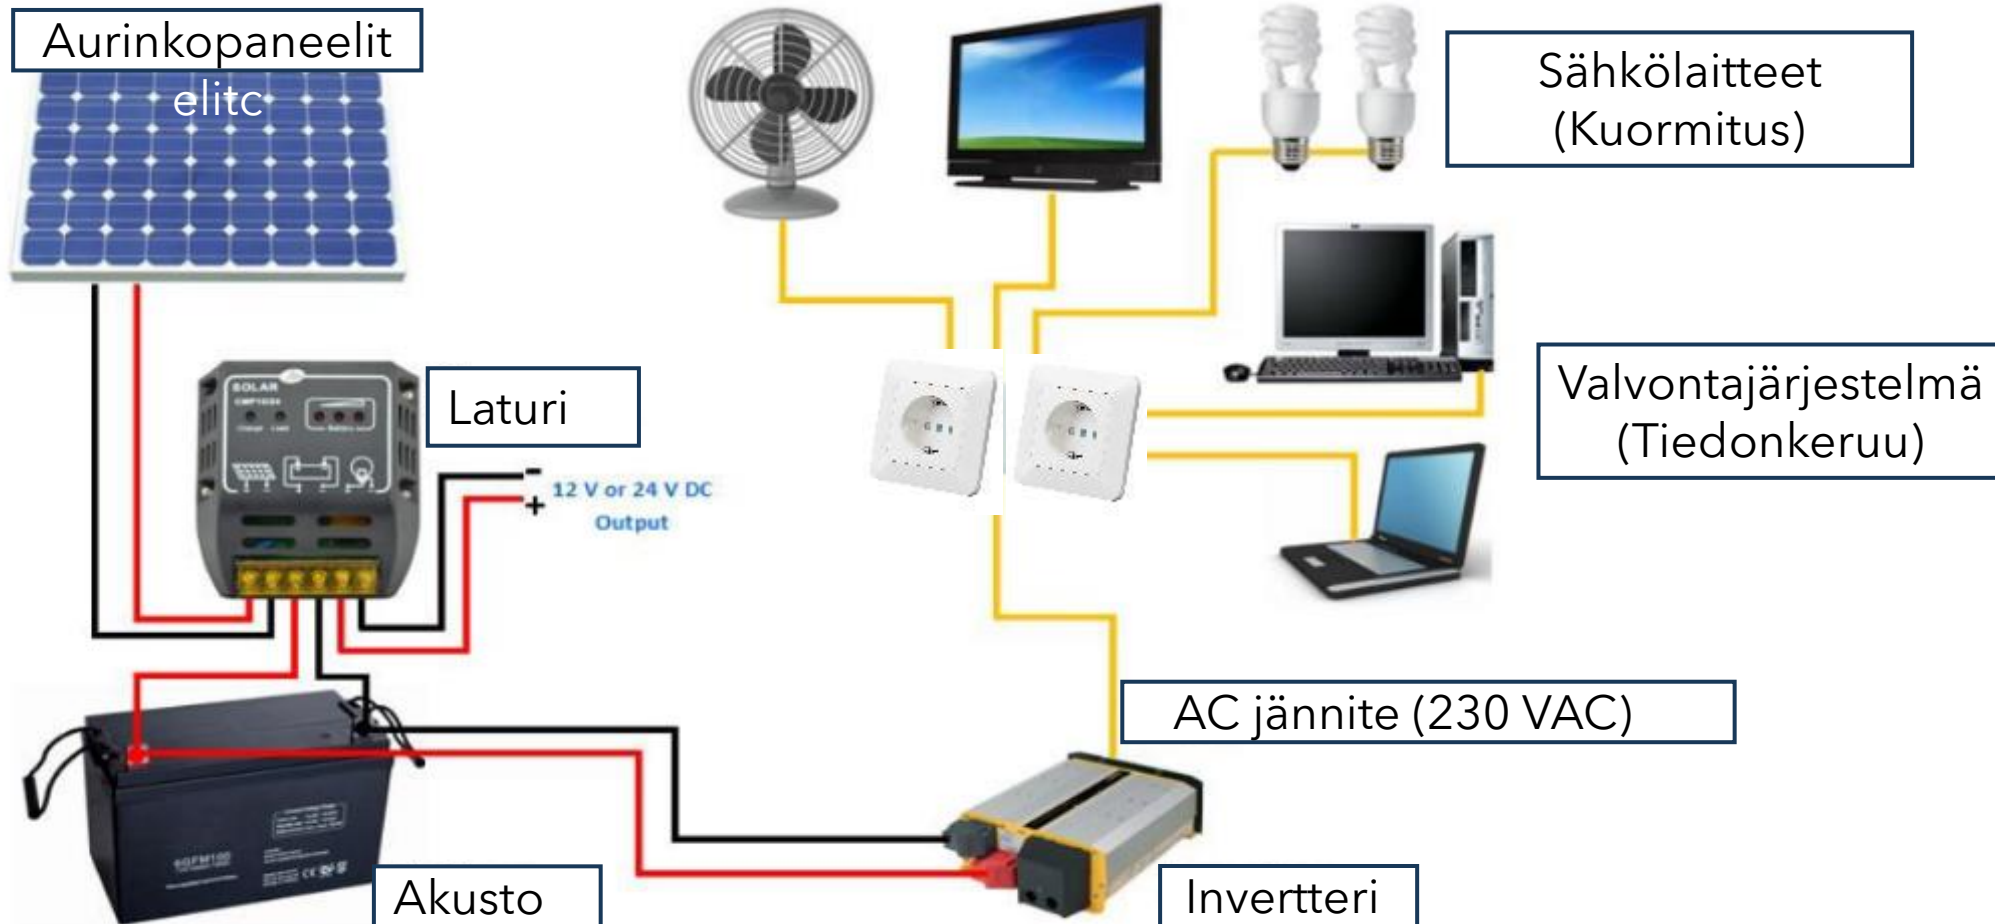 Aurinkopaneelit
elitc
Sähkölaitteet
(Kuormitus)
SOLAR
Laturi
Valvontajärjestelmä
(Tiedonkeruu)
-
12 V or 24 V DC
+
Output
AC jännite (230 VAC)
6GFM100
Akusto
Invertteri